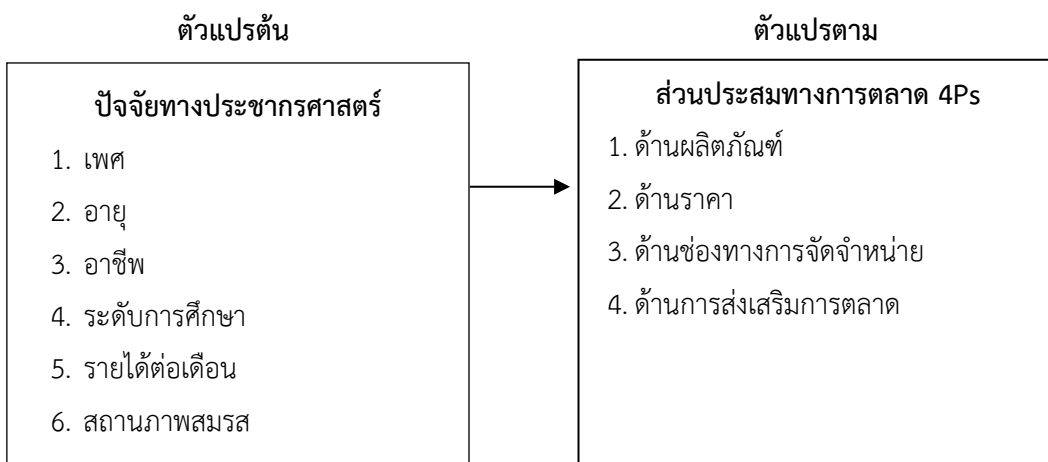 ตัวแปรต้น
ปัจจัยทางประชากรศาสตร์
1. เพศ
2. อายุ
3. อาชีพ
4. ระดับการศึกษา
5. รายได้ต่อเดือน
6. สถานภาพสมรส
ตัวแปรตาม
ส่วนประสมทางการตลาด 4Ps
1. ด้านผลิตภัณฑ์
2. ด้านราคา
3. ด้านช่องทางการจัดจำหน่าย
4. ด้านการส่งเสริมการตลาด